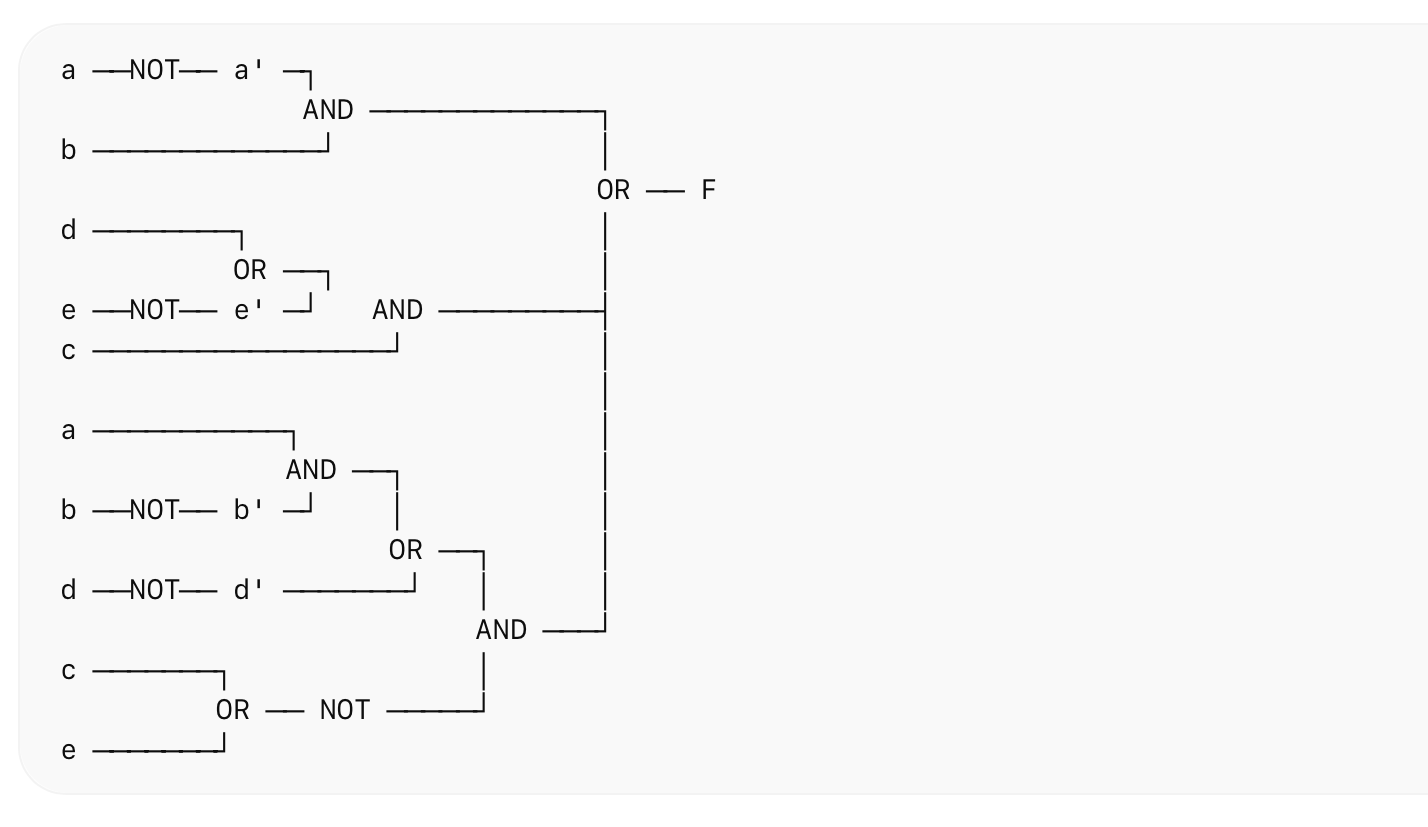 a ──NOT── a' ─┐
AND ──────────────┐
b ──────────────┘ │
OR ── F
d ─────────┐ │
OR ──┐ │
e ──NOT── e' ─┘ AND ──────────┤
c ──────────────────┘ │
a ────────────┐ │
AND ──┐ │
b ──NOT── b' ─┘ │ │
OR ──┐ │
d ──NOT── d' ───────┘ │ │
AND ───┘
c ───────┐ │
OR ── NOT ─────┘
e ───────┘